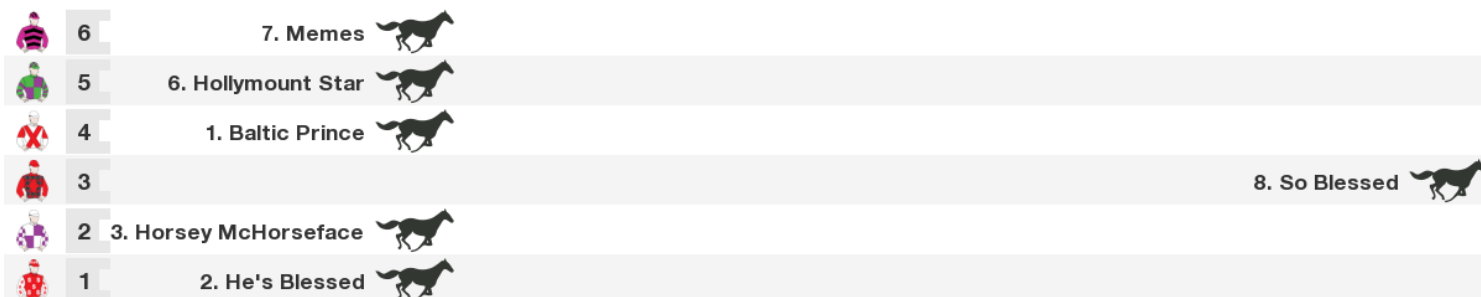 6 7. Memes
5 6. Hollymount Star
4 1. Baltic Prince
3 8. So Blessed
2 3. Horsey McHorseface
1 2. He's Blessed